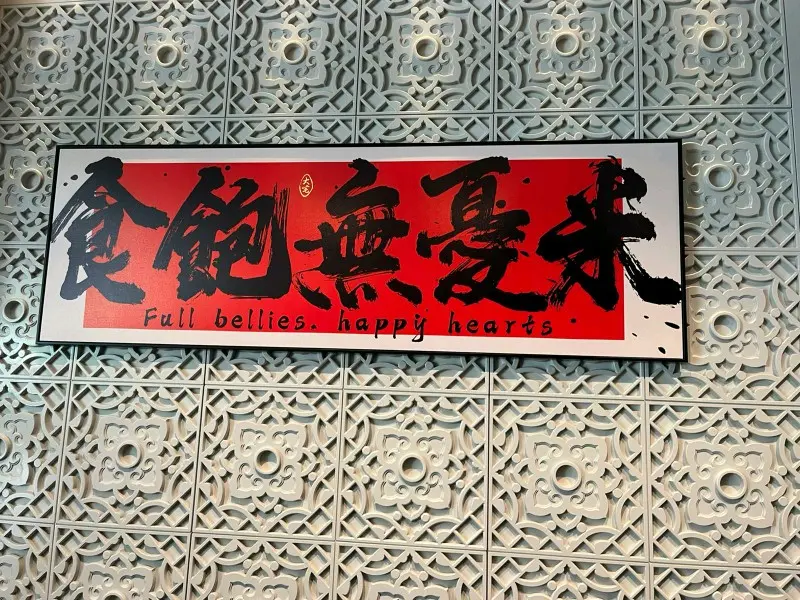 食飽無憂米
Full bellies. happy hearts